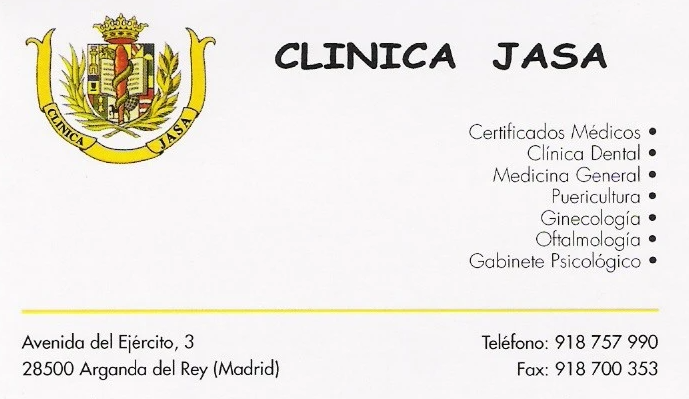 CLINICA JASA
CLINICA JASA
Certificados Médicos •
Clínica Dental •
Medicina General •
Puericultura •
Ginecología •
Oftalmología •
Gabinete Psicológico •
Avenida del Ejército, 3
28500 Arganda del Rey (Madrid)
Teléfono: 918 757 990
Fax: 918 700 353